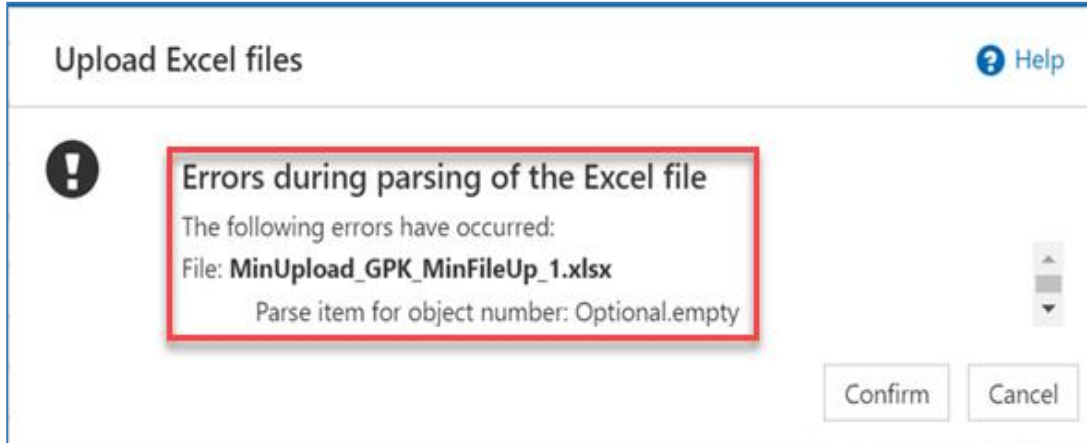 Upload Excel files
Help
Errors during parsing of the Excel file
The following errors have occurred:
File: MinUpload_GPK_MinFileUp_1.xlsx
Parse item for object number: Optional.empty
Confirm
Cancel